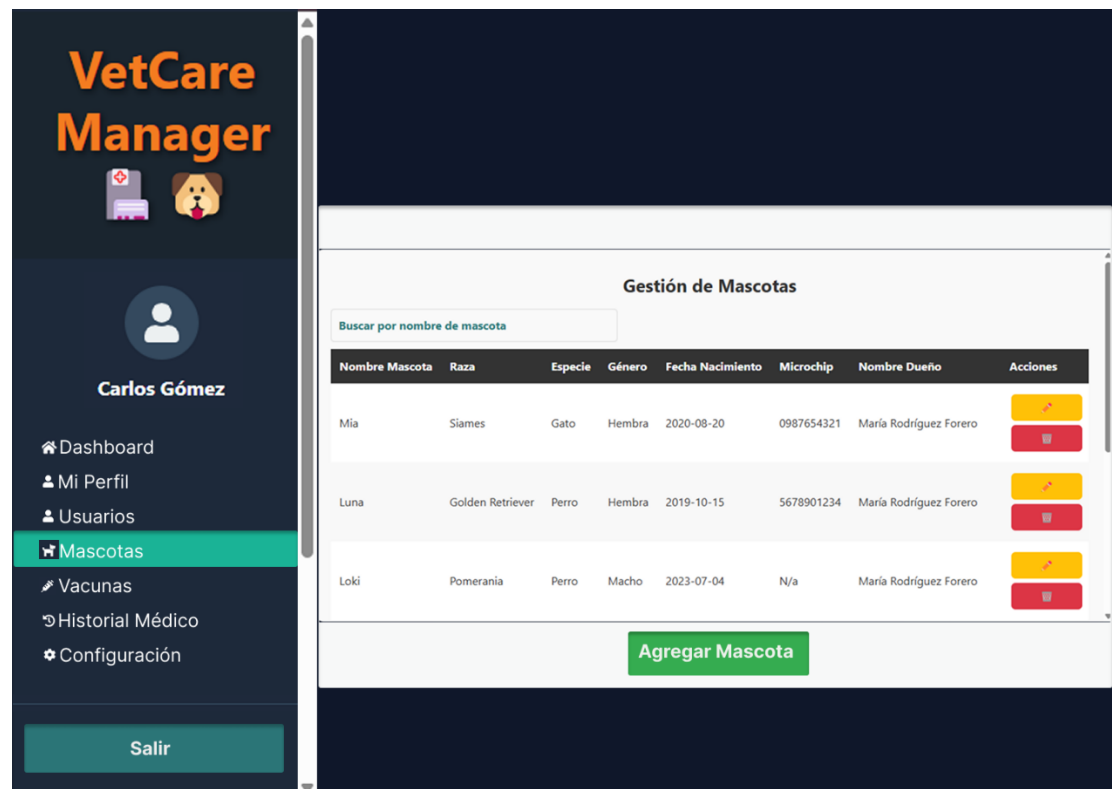 VetCare
Manager
Carlos Gómez
Dashboard
Mi Perfil
Usuarios
Mascotas
Vacunas
Historial Médico
Configuración
Salir
Gestión de Mascotas
Buscar por nombre de mascota
Nombre Mascota Raza Especie Género Fecha Nacimiento Microchip Nombre Dueño Acciones
Mia Siames Gato Hembra 2020-08-20 0987654321 María Rodríguez Forero
Luna Golden Retriever Perro Hembra 2019-10-15 5678901234 María Rodríguez Forero
Loki Pomerania Perro Macho 2023-07-04 N/a María Rodríguez Forero
Agregar Mascota